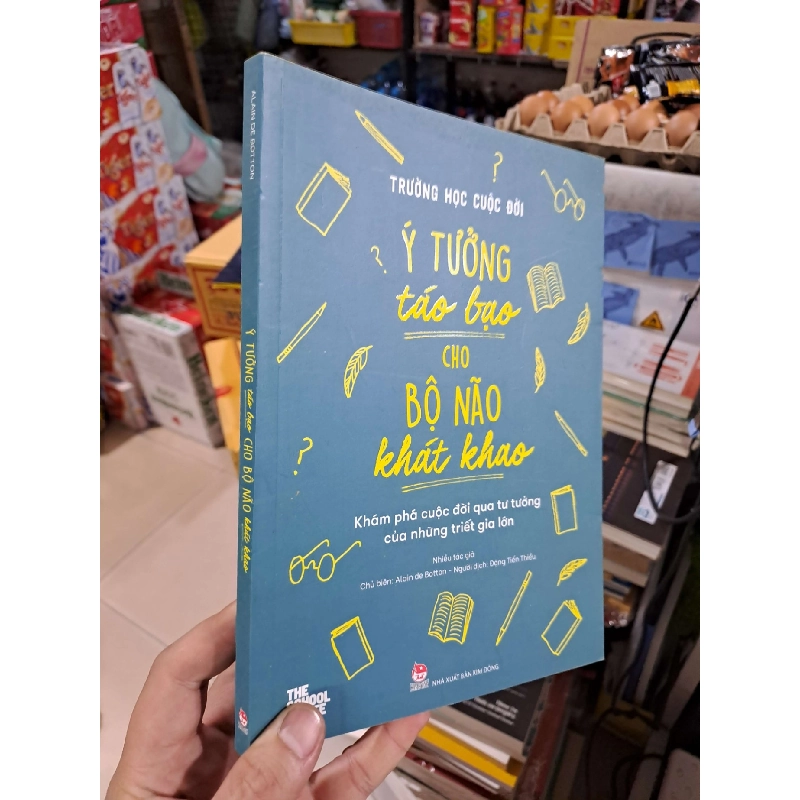 ALAIN DE BOTTON
Ý TƯỞNG táo bạo CHO BỘ NÃO khát khao
TRƯỜNG HỌC CUỘC ĐỜI
Ý TƯỞNG
táo bạo
CHO
BỘ NÃO
khát khao
Khám phá cuộc đời qua tư tưởng
của những triết gia lớn
Nhiều tác giả
Chủ biên: Alain de Botton - Người dịch: Đặng Tiến Thiều
NHÀ XUẤT BẢN KIM ĐỒNG
THE
SCHOOL